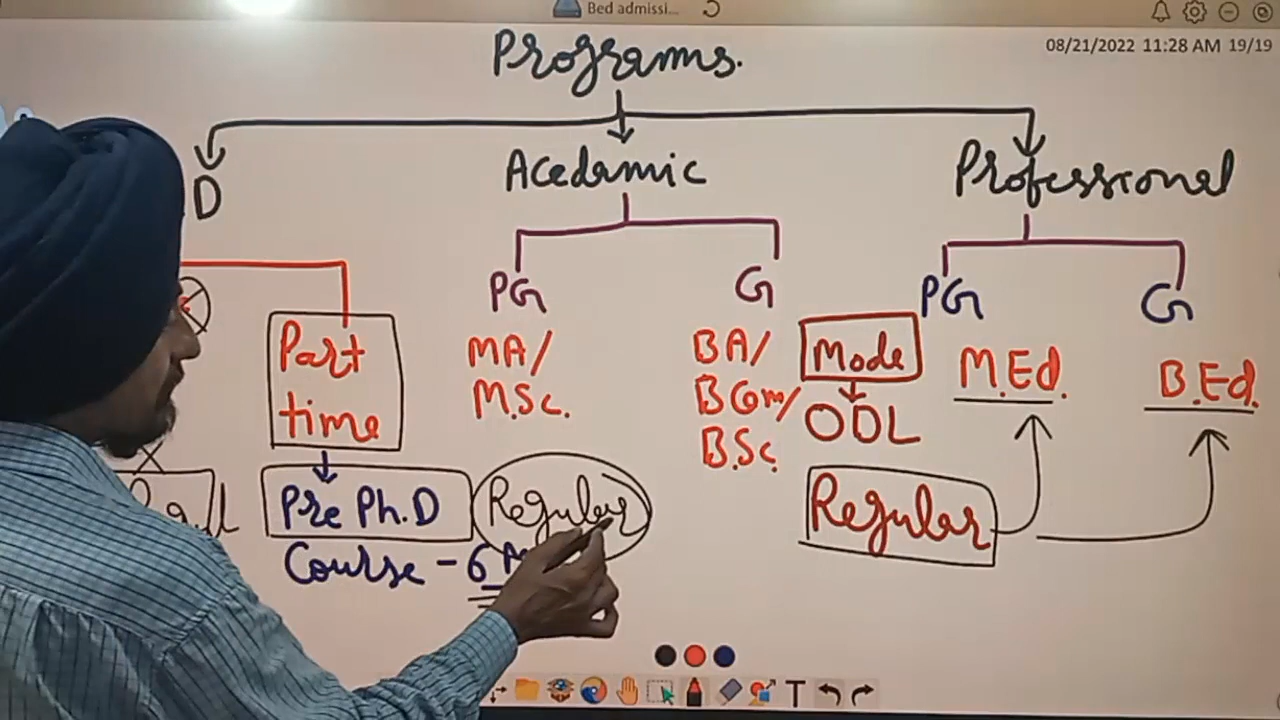 Bed admissi...
08/21/2022 11:28 AM 19/19
Programs.
D
Acedamic
Professional
PG
G
PG
G
Part
time
MA/
M.Sc.
BA/
BCom/
B.Sc.
Mode
ODL
M.Ed.
B.Ed.
Pre Ph.D
Regular
Course - 6
Regular
T